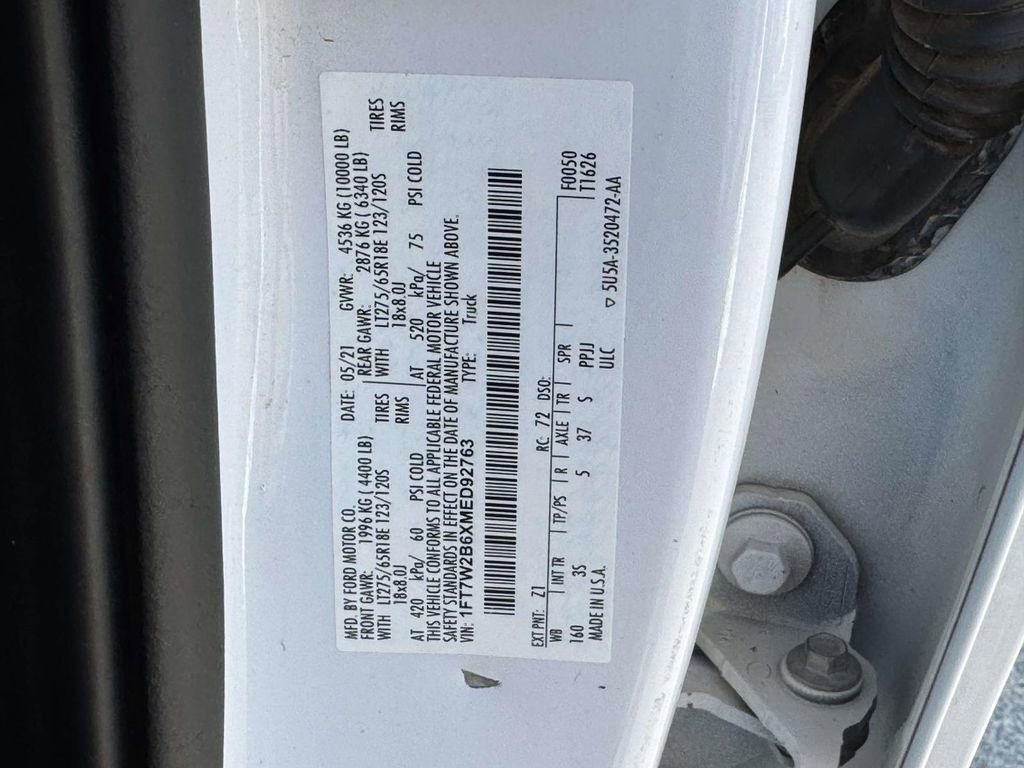 MFD. BY FORD MOTOR CO. DATE: 05/21 GVWR: 4536 KG (10000 LB)
FRONT GAWR: 1996 KG ( 4400 LB) REAR GAWR: 2876 KG ( 6340 LB)
WITH LT275/65R18E 123/120S TIRES WITH LT275/65R18E 123/120S TIRES
18x8.0J RIMS 18x8.0J RIMS
AT 420 kPa/ 60 PSI COLD AT 520 kPa/ 75 PSI COLD
THIS VEHICLE CONFORMS TO ALL APPLICABLE FEDERAL MOTOR VEHICLE
SAFETY STANDARDS IN EFFECT ON THE DATE OF MANUFACTURE SHOWN ABOVE.
VIN: 1FT7W2B6XMED92763 TYPE: Truck
EXT PNT: Z1 RC: 72 DSO: F0050
WB INT TR TP/PS R AXLE TR SPR T1626
160 3S 5 37 S PPJJ
MADE IN U.S.A. ULC ▽ 5U5A-3520472-AA